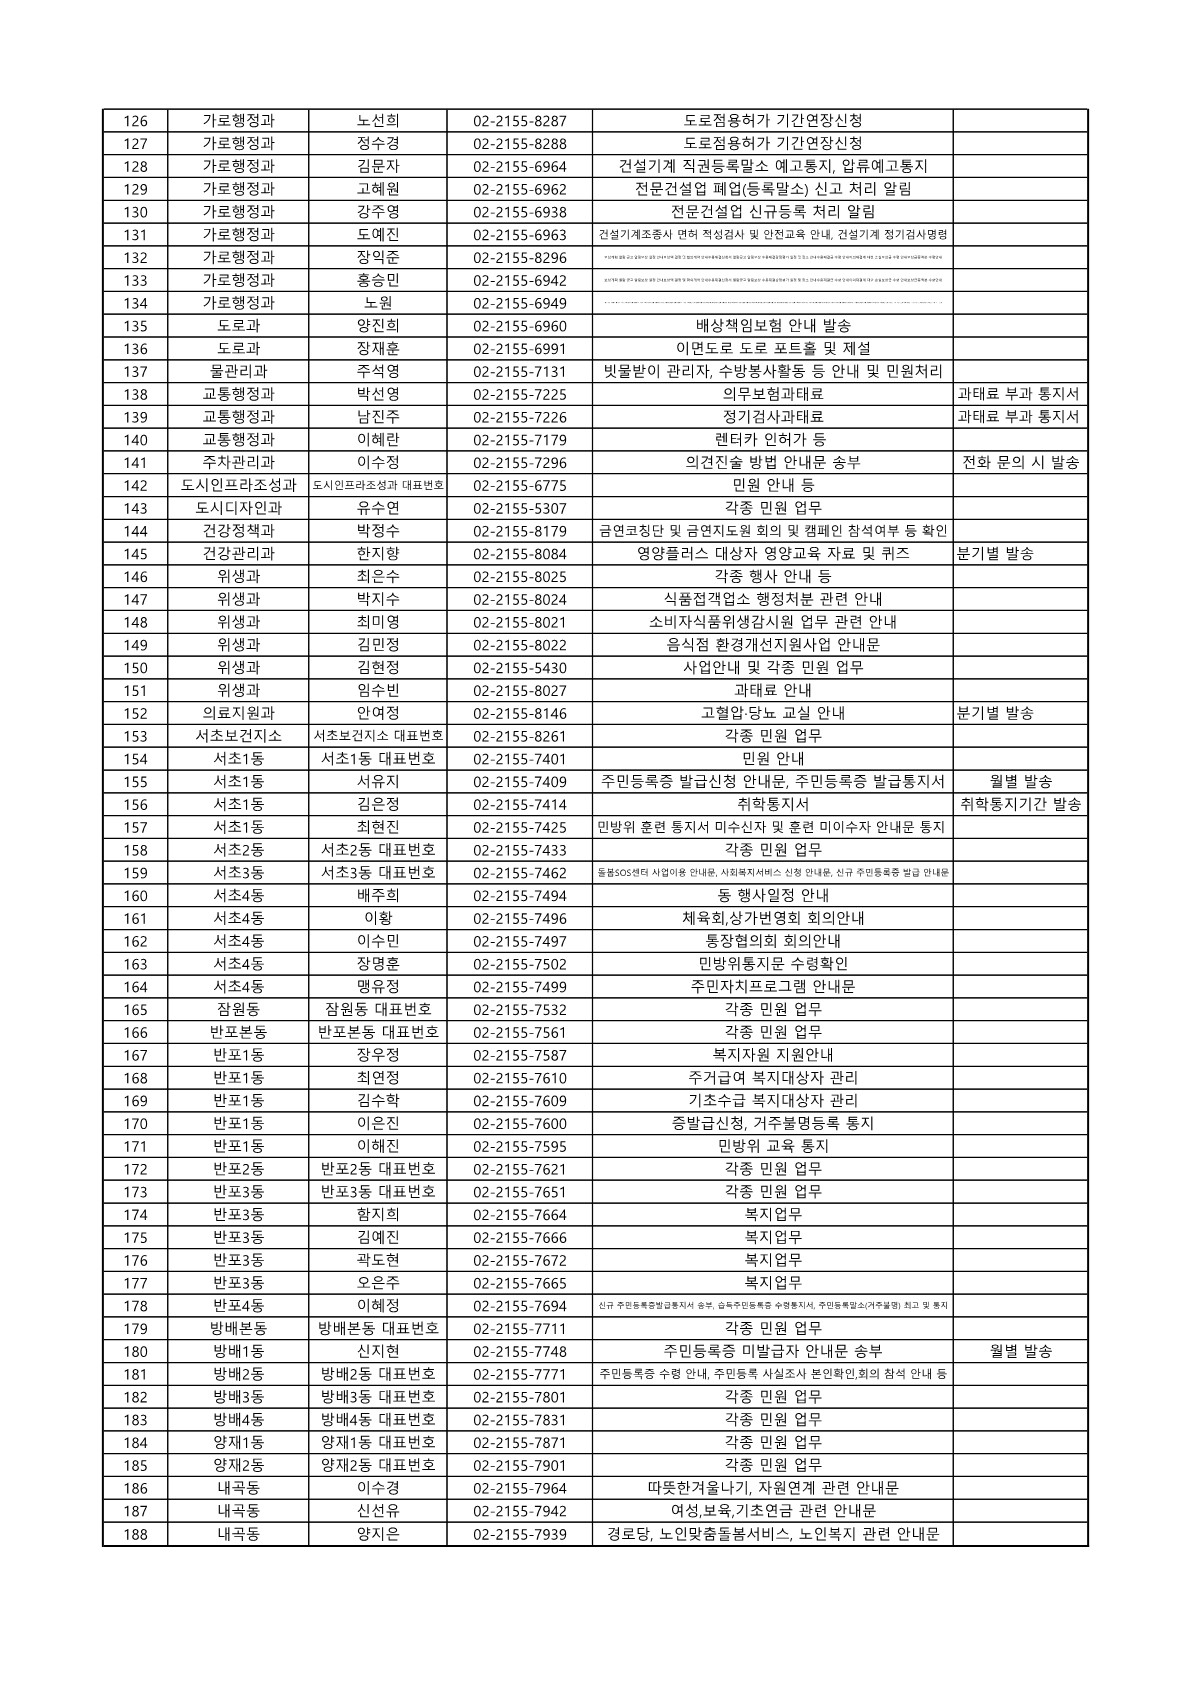 126 가로행정과 노선희 02-2155-8287 도로점용허가 기간연장신청
127 가로행정과 정수경 02-2155-8288 도로점용허가 기간연장신청
128 가로행정과 김문자 02-2155-6964 건설기계 직권등록말소 예고통지, 압류예고통지
129 가로행정과 고혜원 02-2155-6962 전문건설업 폐업(등록말소) 신고 처리 알림
130 가로행정과 강주영 02-2155-6938 전문건설업 신규등록 처리 알림
131 가로행정과 도예진 02-2155-6963 건설기계조종사 면허 적성검사 및 안전교육 안내, 건설기계 정기검사명령
132 가로행정과 장익준 02-2155-8296
133 가로행정과 홍승민 02-2155-6942
134 가로행정과 노원 02-2155-6949
135 도로과 양진희 02-2155-6960 배상책임보험 안내 발송
136 도로과 장재훈 02-2155-6991 이면도로 도로 포트홀 및 제설
137 물관리과 주석영 02-2155-7131 빗물받이 관리자, 수방봉사활동 등 안내 및 민원처리
138 교통행정과 박선영 02-2155-7225 의무보험과태료 과태료 부과 통지서
139 교통행정과 남진주 02-2155-7226 정기검사과태료 과태료 부과 통지서
140 교통행정과 이혜란 02-2155-7179 렌터카 인허가 등
141 주차관리과 이수정 02-2155-7296 의견진술 방법 안내문 송부 전화 문의 시 발송
142 도시인프라조성과 도시인프라조성과 대표번호 02-2155-6775 민원 안내 등
143 도시디자인과 유수연 02-2155-5307 각종 민원 업무
144 건강정책과 박정수 02-2155-8179 금연코칭단 및 금연지도원 회의 및 캠페인 참석여부 등 확인
145 건강관리과 한지향 02-2155-8084 영양플러스 대상자 영양교육 자료 및 퀴즈 분기별 발송
146 위생과 최은수 02-2155-8025 각종 행사 안내 등
147 위생과 박지수 02-2155-8024 식품접객업소 행정처분 관련 안내
148 위생과 최미영 02-2155-8021 소비자식품위생감시원 업무 관련 안내
149 위생과 김민정 02-2155-8022 음식점 환경개선지원사업 안내문
150 위생과 김현정 02-2155-5430 사업안내 및 각종 민원 업무
151 위생과 임수빈 02-2155-8027 과태료 안내
152 의료지원과 안여정 02-2155-8146 고혈압·당뇨 교실 안내 분기별 발송
153 서초보건지소 서초보건지소 대표번호 02-2155-8261 각종 민원 업무
154 서초1동 서초1동 대표번호 02-2155-7401 민원 안내
155 서초1동 서유지 02-2155-7409 주민등록증 발급신청 안내문, 주민등록증 발급통지서 월별 발송
156 서초1동 김은정 02-2155-7414 취학통지서 취학통지기간 발송
157 서초1동 최현진 02-2155-7425 민방위 훈련 통지서 미수신자 및 훈련 미이수자 안내문 통지
158 서초2동 서초2동 대표번호 02-2155-7433 각종 민원 업무
159 서초3동 서초3동 대표번호 02-2155-7462 돌봄SOS센터 사업이용 안내문, 사회복지서비스 신청 안내문, 신규 주민등록증 발급 안내문
160 서초4동 배주희 02-2155-7494 동 행사일정 안내
161 서초4동 이황 02-2155-7496 체육회,상가번영회 회의안내
162 서초4동 이수민 02-2155-7497 통장협의회 회의안내
163 서초4동 장명훈 02-2155-7502 민방위통지문 수령확인
164 서초4동 맹유정 02-2155-7499 주민자치프로그램 안내문
165 잠원동 잠원동 대표번호 02-2155-7532 각종 민원 업무
166 반포본동 반포본동 대표번호 02-2155-7561 각종 민원 업무
167 반포1동 장우정 02-2155-7587 복지자원 지원안내
168 반포1동 최연정 02-2155-7610 주거급여 복지대상자 관리
169 반포1동 김수학 02-2155-7609 기초수급 복지대상자 관리
170 반포1동 이은진 02-2155-7600 증발급신청, 거주불명등록 통지
171 반포1동 이해진 02-2155-7595 민방위 교육 통지
172 반포2동 반포2동 대표번호 02-2155-7621 각종 민원 업무
173 반포3동 반포3동 대표번호 02-2155-7651 각종 민원 업무
174 반포3동 함지희 02-2155-7664 복지업무
175 반포3동 김예진 02-2155-7666 복지업무
176 반포3동 곽도현 02-2155-7672 복지업무
177 반포3동 오은주 02-2155-7665 복지업무
178 반포4동 이혜정 02-2155-7694 신규 주민등록증발급통지서 송부, 습득주민등록증 수령통지서, 주민등록말소(거주불명) 최고 및 통지
179 방배본동 방배본동 대표번호 02-2155-7711 각종 민원 업무
180 방배1동 신지현 02-2155-7748 주민등록증 미발급자 안내문 송부 월별 발송
181 방배2동 방배2동 대표번호 02-2155-7771 주민등록증 수령 안내, 주민등록 사실조사 본인확인,회의 참석 안내 등
182 방배3동 방배3동 대표번호 02-2155-7801 각종 민원 업무
183 방배4동 방배4동 대표번호 02-2155-7831 각종 민원 업무
184 양재1동 양재1동 대표번호 02-2155-7871 각종 민원 업무
185 양재2동 양재2동 대표번호 02-2155-7901 각종 민원 업무
186 내곡동 이수경 02-2155-7964 따뜻한겨울나기, 자원연계 관련 안내문
187 내곡동 신선유 02-2155-7942 여성,보육,기초연금 관련 안내문
188 내곡동 양지은 02-2155-7939 경로당, 노인맞춤돌봄서비스, 노인복지 관련 안내문